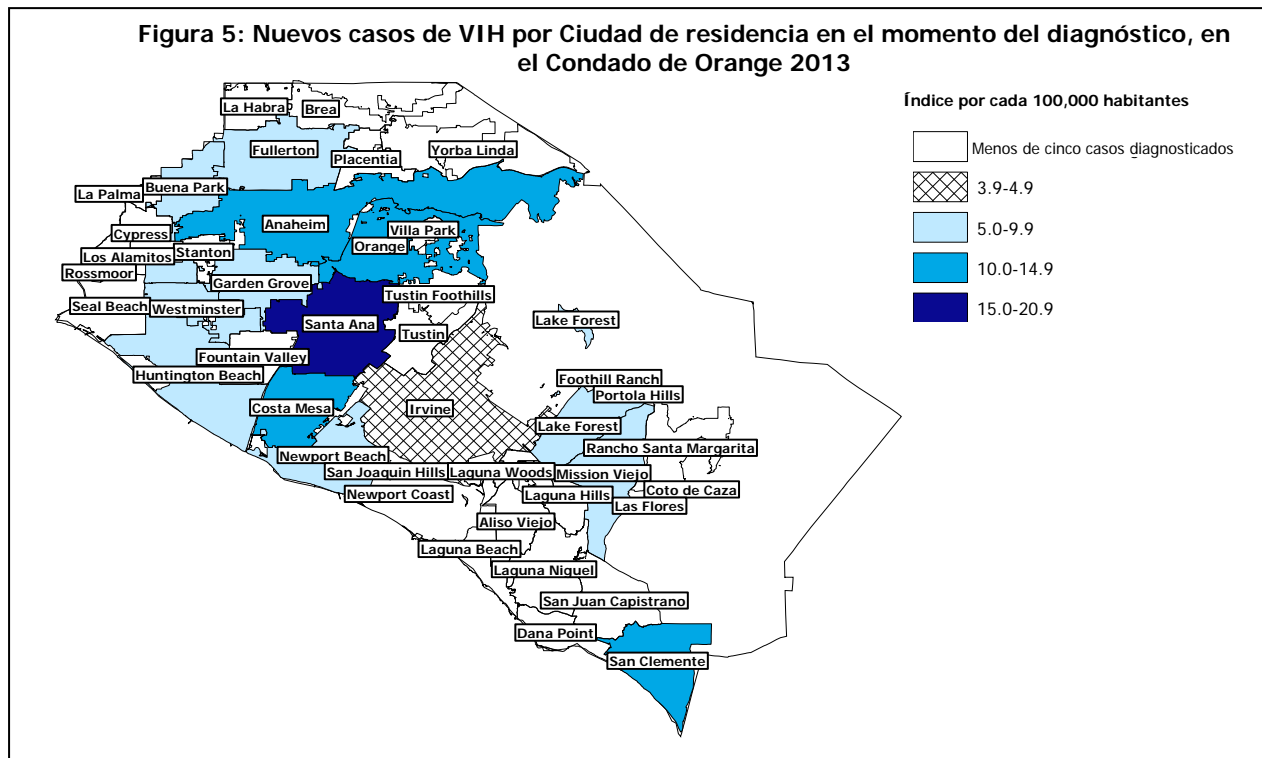 Figura 5: Nuevos casos de VIH por Ciudad de residencia en el momento del diagnóstico, en
el Condado de Orange 2013
Índice por cada 100,000 habitantes
Menos de cinco casos diagnosticados
3.9-4.9
5.0-9.9
10.0-14.9
15.0-20.9
La Habra
Brea
Fullerton
Placentia
Yorba Linda
Buena Park
La Palma
Anaheim
Villa Park
Cypress
Orange
Stanton
Los Alamitos
Rossmoor
Garden Grove
Tustin Foothills
Seal Beach
Westminster
Santa Ana
Lake Forest
Tustin
Fountain Valley
Huntington Beach
Foothill Ranch
Portola Hills
Costa Mesa
Irvine
Lake Forest
Rancho Santa Margarita
Newport Beach
San Joaquin Hills
Laguna Woods
Mission Viejo
Newport Coast
Laguna Hills
Coto de Caza
Las Flores
Aliso Viejo
Laguna Beach
Laguna Niguel
San Juan Capistrano
Dana Point
San Clemente